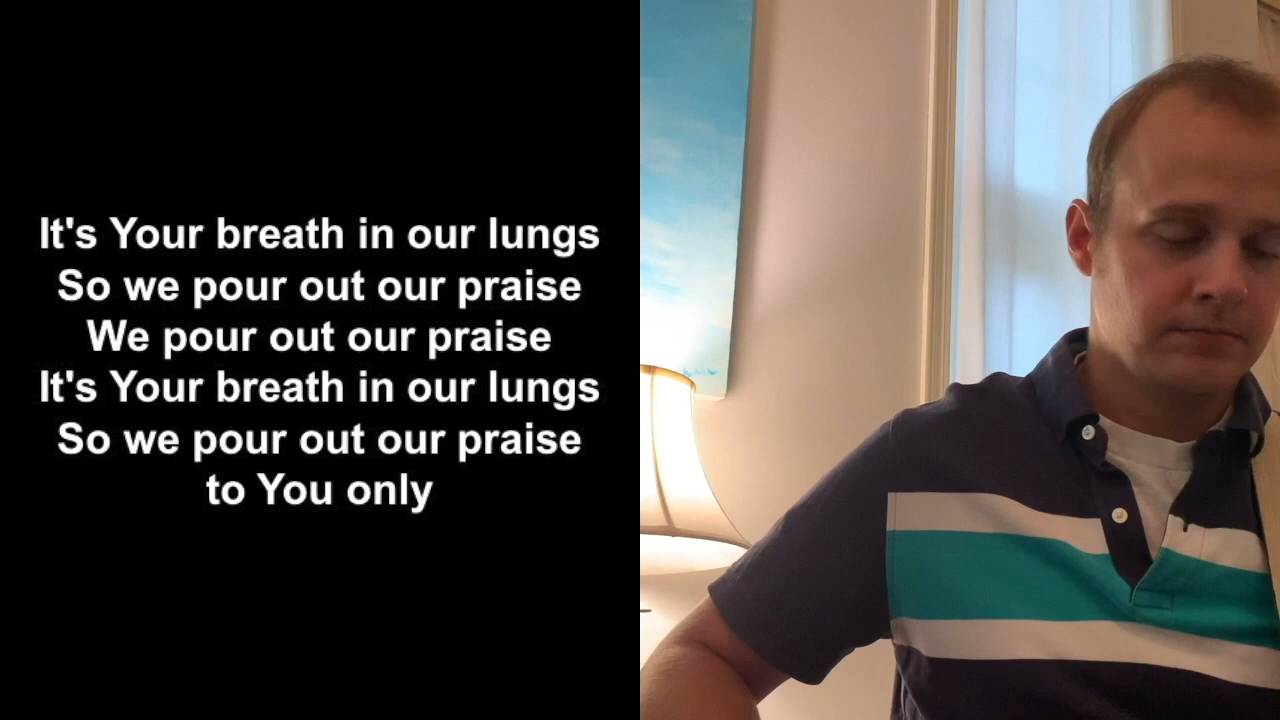 It's Your breath in our lungs
So we pour out our praise
We pour out our praise
It's Your breath in our lungs
So we pour out our praise
to You only